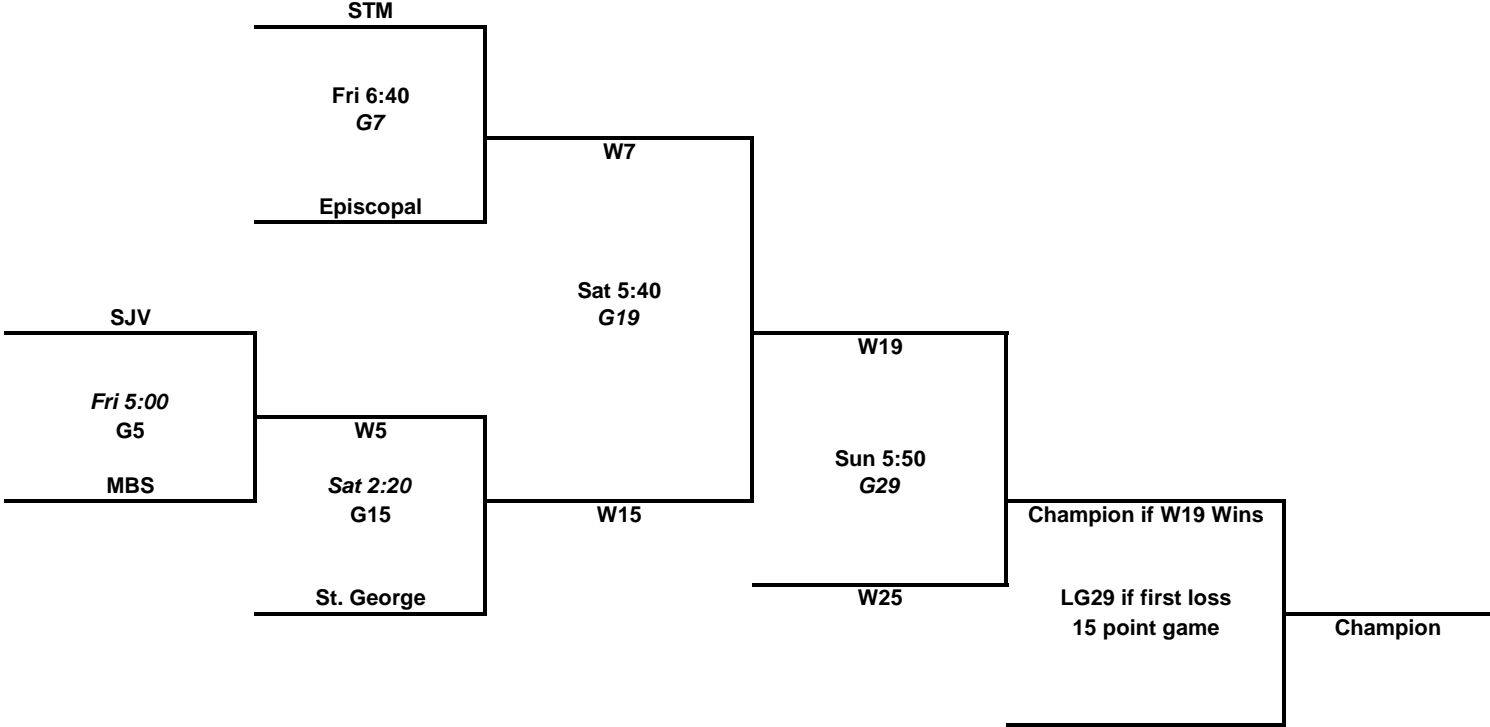 STM
Fri 6:40
G7
W7
Episcopal
Sat 5:40
G19
SJV
W19
Fri 5:00
G5
W5
MBS
Sat 2:20
G15
W15
Sun 5:50
G29
Champion if W19 Wins
St. George
W25
LG29 if first loss
15 point game
Champion